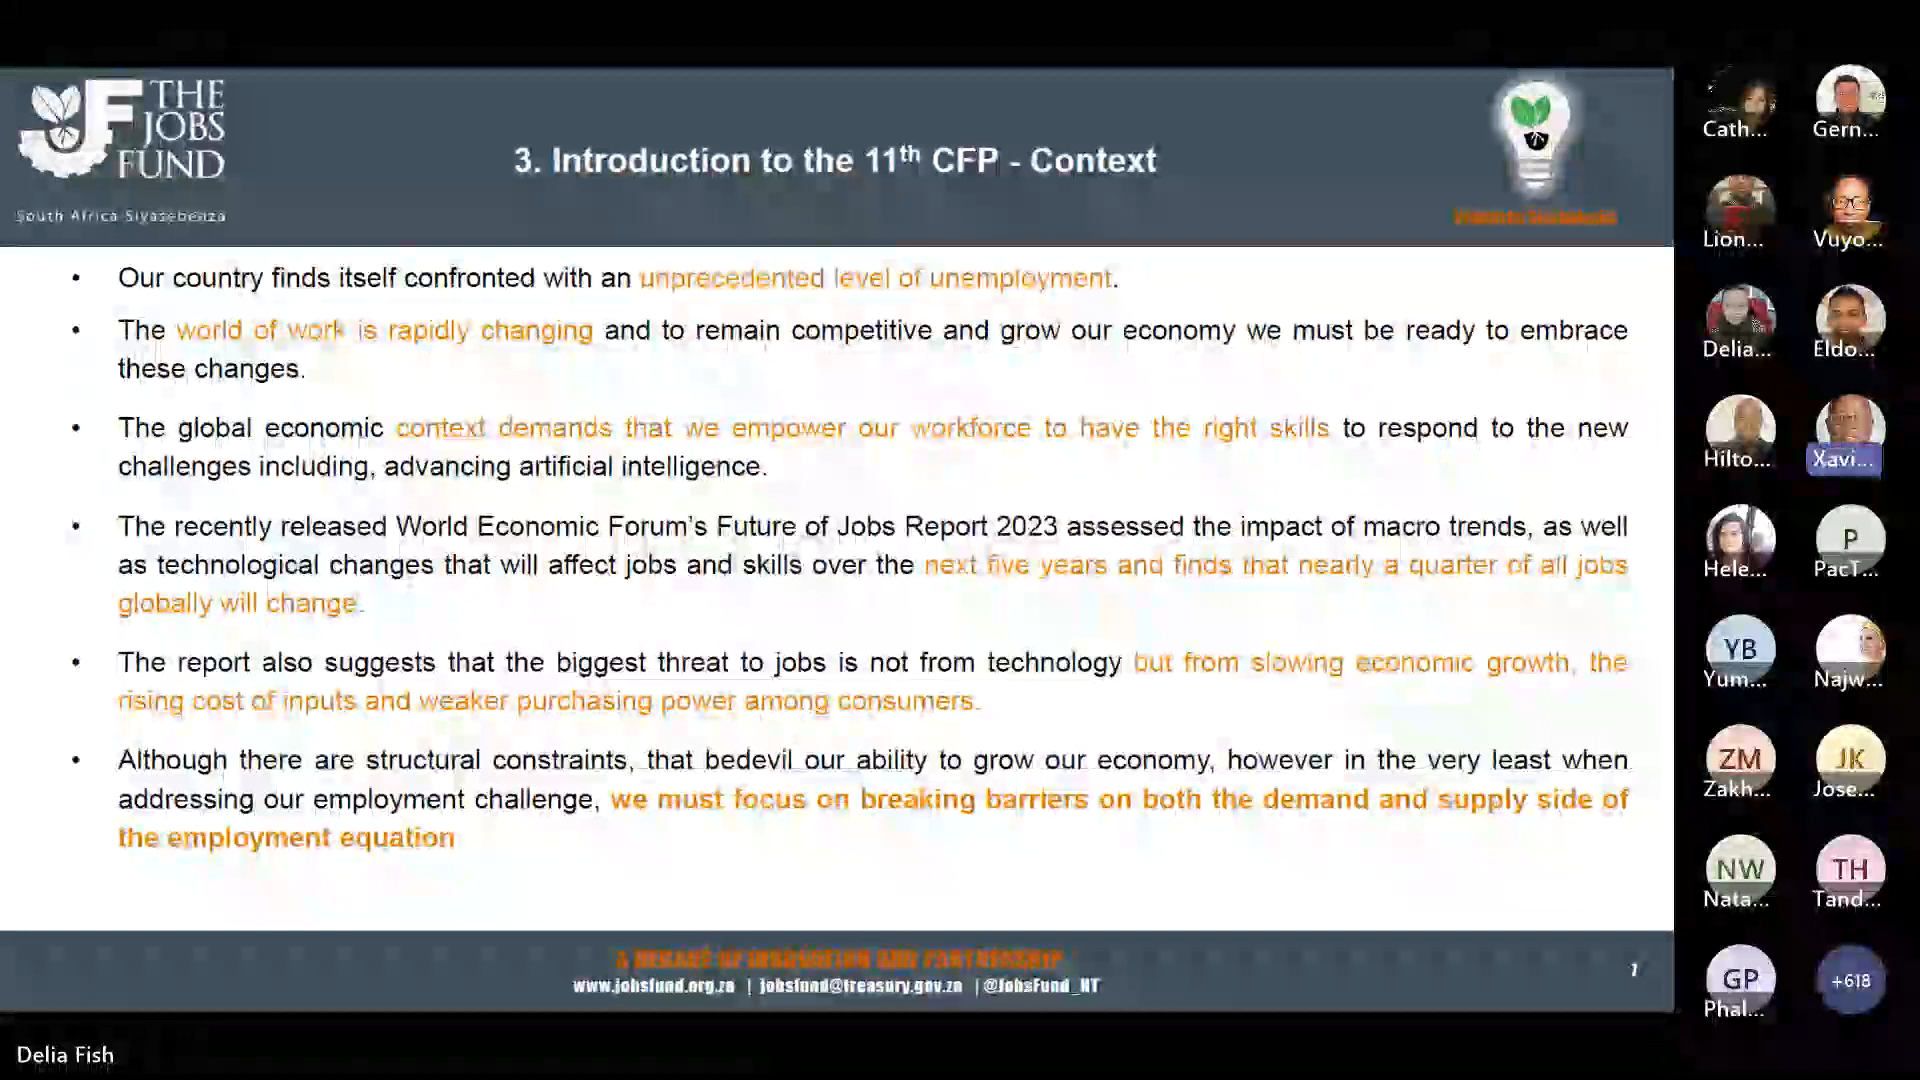 THE
JOBS
FUND
South Africa Siyasebenza
3. Introduction to the 11th CFP - Context
• Our country finds itself confronted with an unprecedented level of unemployment.
• The world of work is rapidly changing and to remain competitive and grow our economy we must be ready to embrace
these changes.
• The global economic context demands that we empower our workforce to have the right skills to respond to the new
challenges including, advancing artificial intelligence.
• The recently released World Economic Forum’s Future of Jobs Report 2023 assessed the impact of macro trends, as well
as technological changes that will affect jobs and skills over the next five years and finds that nearly a quarter of all jobs
globally will change.
• The report also suggests that the biggest threat to jobs is not from technology but from slowing economic growth, the
rising cost of inputs and weaker purchasing power among consumers.
• Although there are structural constraints, that bedevil our ability to grow our economy, however in the very least when
addressing our employment challenge, we must focus on breaking barriers on both the demand and supply side of
the employment equation
A DECADE OF INNOVATION AND PARTNERSHIP
www.jobsfund.org.za | jobsfund@treasury.gov.za | @JobsFund_NT
7
Cath...
Gern...
Lion...
Vuyo...
Delia...
Eldo...
Hilto...
Xavi...
Hele...
P
PacT...
YB
Yum...
Najw...
ZM
Zakh...
JK
Jose...
NW
Nata...
TH
Tand...
GP
Phal...
+618
Delia Fish